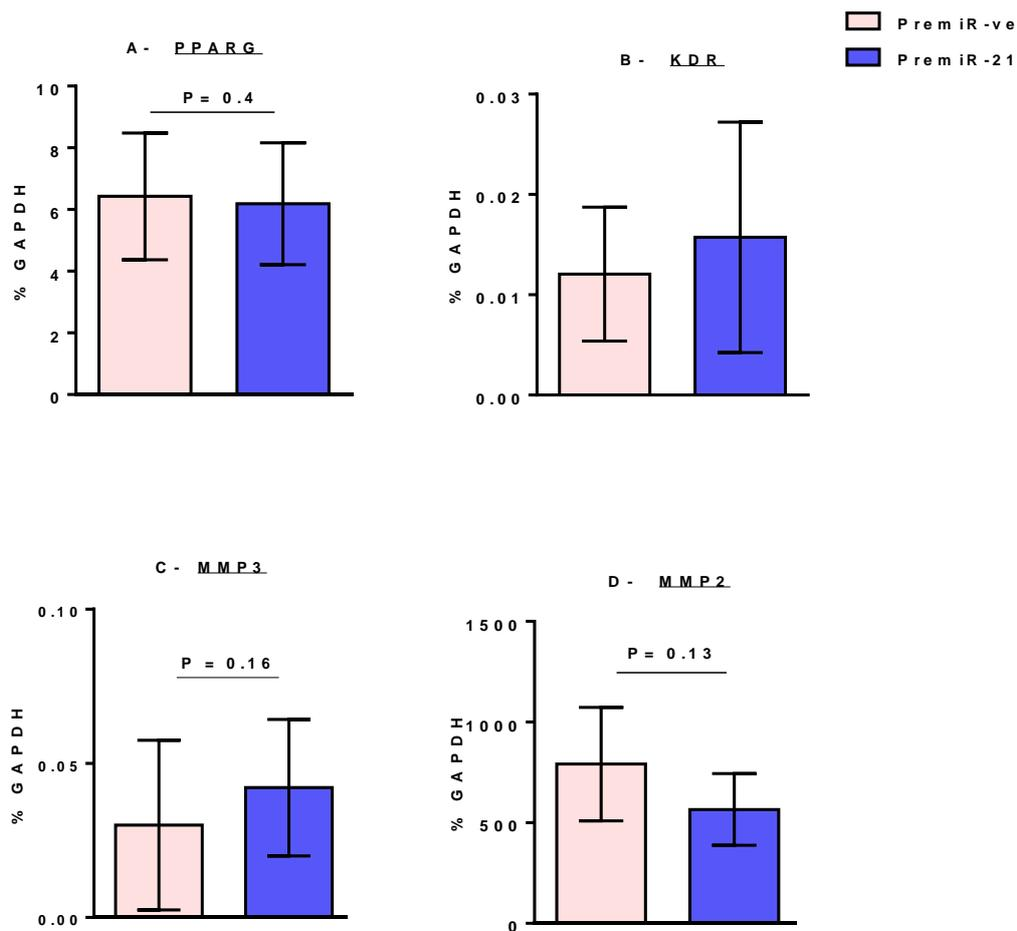 PremiR-ve
PremiR-21
A- PPARG
10
8
6
4
2
0
% GAPDH
P= 0.4
B- KDR
0.03
0.02
0.01
0.00
% GAPDH
C- MMP3
0.10
0.05
0.00
% GAPDH
P = 0.16
D- MMP2
1500
1000
500
0
% GAPDH
P= 0.13